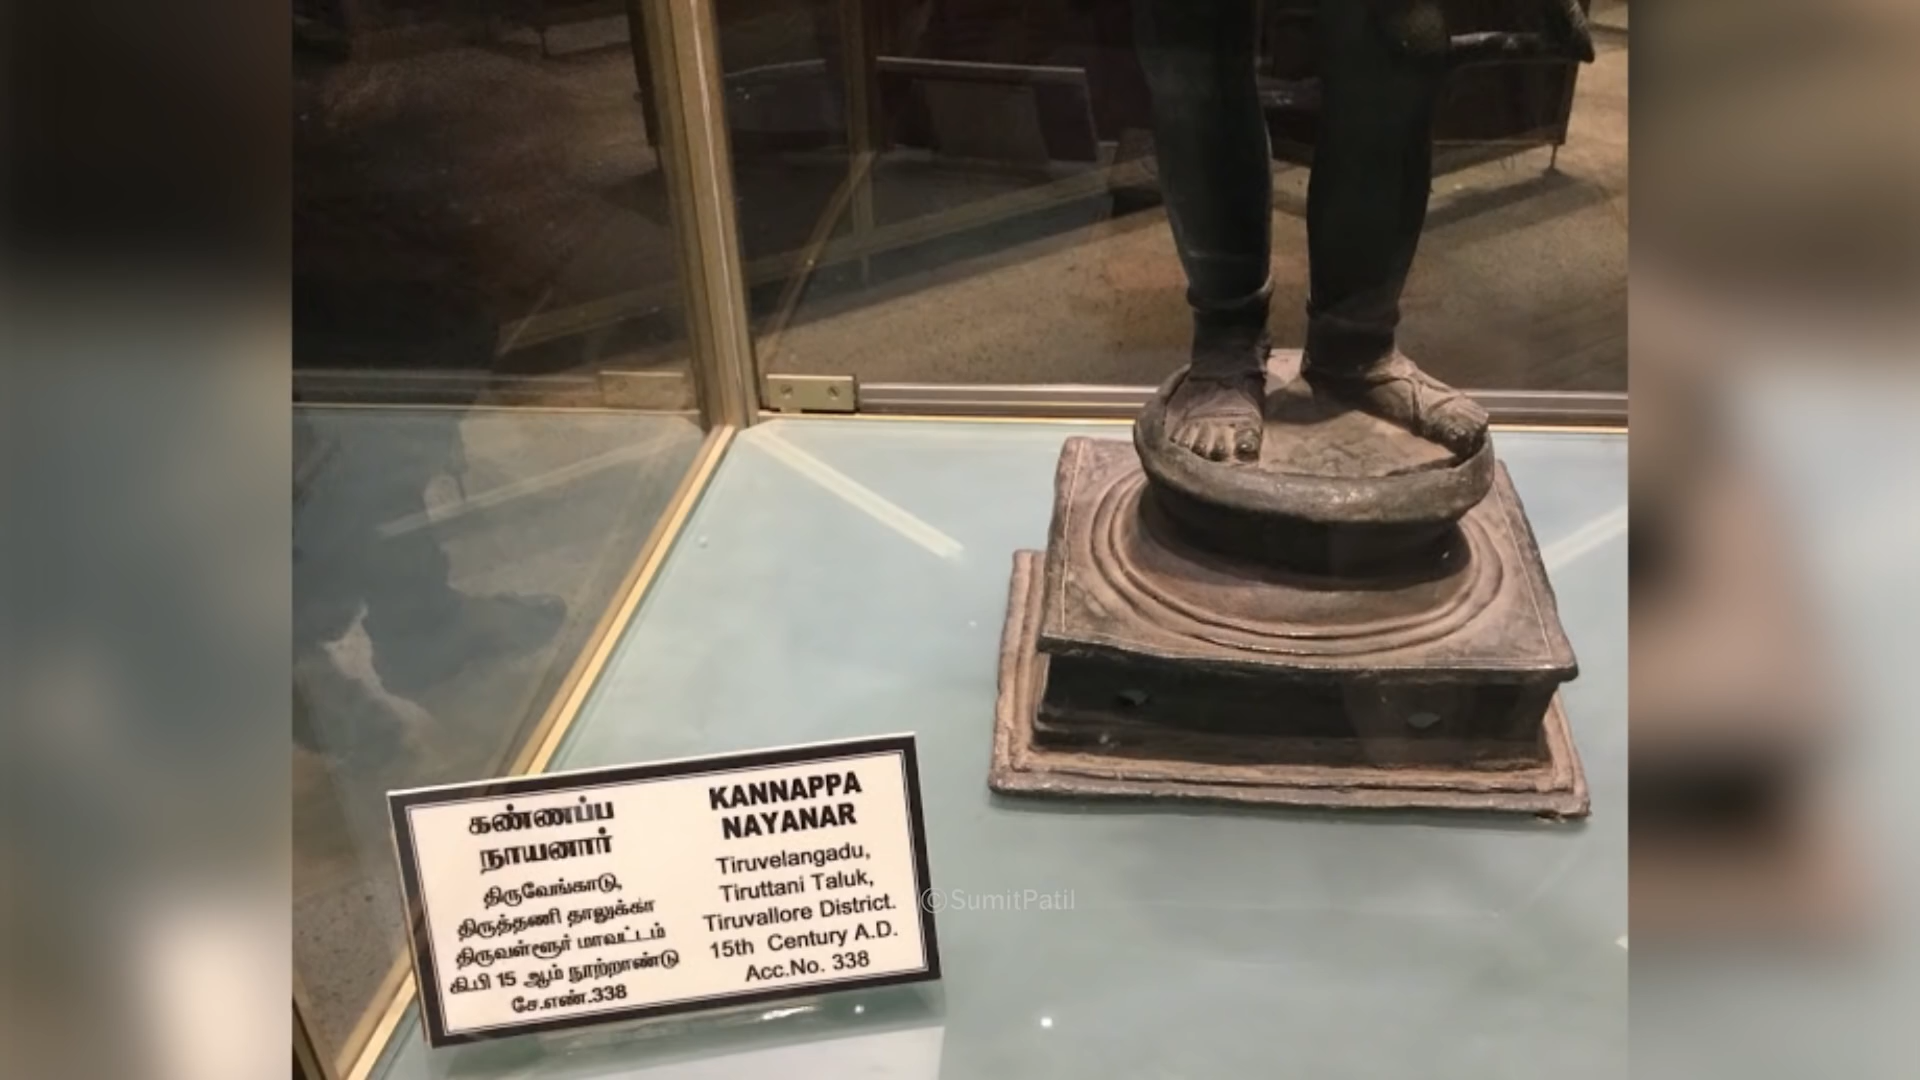 கண்ணப்ப
நாயனார்
திருவேங்காடு,
திருத்தணி தாலுக்கா
திருவள்ளூர் மாவட்டம்
கி.பி 15 ஆம் நூற்றாண்டு
சே.எண்.338
KANNAPPA
NAYANAR
Tiruvelangadu,
Tiruttani Taluk,
Tiruvallore District.
15th Century A.D.
Acc.No. 338
©SumitPatil